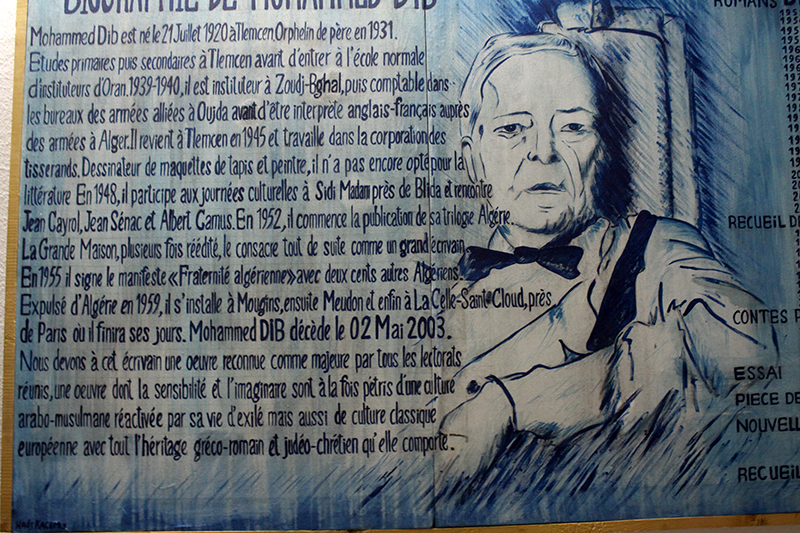 BIOGRAPHIE DE MOHAMMED DIB
Mohammed Dib est né le 21 Juillet 1920 à Tlemcen Orphelin de père en 1931.
Etudes primaires puis secondaires à Tlemcen avant d'entrer à l'école normale
d'instituteurs d'Oran. 1939-1940, il est instituteur à Zoudj-Bghal, puis comptable dans
les bureaux des armées alliées à Oujda avant d'être interprète anglais-français auprès
des armées à Alger. Il revient à Tlemcen en 1945 et travaille dans la corporation des
tisserands. Dessinateur de maquettes de tapis et peintre, il n'a pas encore opté pour la
littérature En 1948, il participe aux journées culturelles à Sidi Madani près de Blida et rencontre
Jean Cayrol, Jean Sénac et Albert Camus. En 1952, il commence la publication de sa trilogie Algérie.
La Grande Maison, plusieurs fois réédité, le consacre tout de suite comme un grand écrivain.
En 1955 il signe le manifeste «Fraternité algérienne» avec deux cents autres Algériens.
Expulsé d'Algérie en 1959, il s'installe à Mougins, ensuite Meudon et enfin à La Celle-Saint-Cloud, près
de Paris où il finira ses jours. Mohammed DIB décède le 02 Mai 2003.
Nous devons à cet écrivain une oeuvre reconnue comme majeure par tous les lectorats
réunis, une oeuvre dont la sensibilité et l'imaginaire sont à la fois pétris d'une culture
arabo-musulmane réactivée par sa vie d'exilé mais aussi de culture classique
européenne avec tout l'héritage gréco-romain et judéo-chrétien qu'elle comporte.
ROMANS
RECUEIL
CONTES
ESSAI
PIECE DE
NOUVELL
RECUEIL